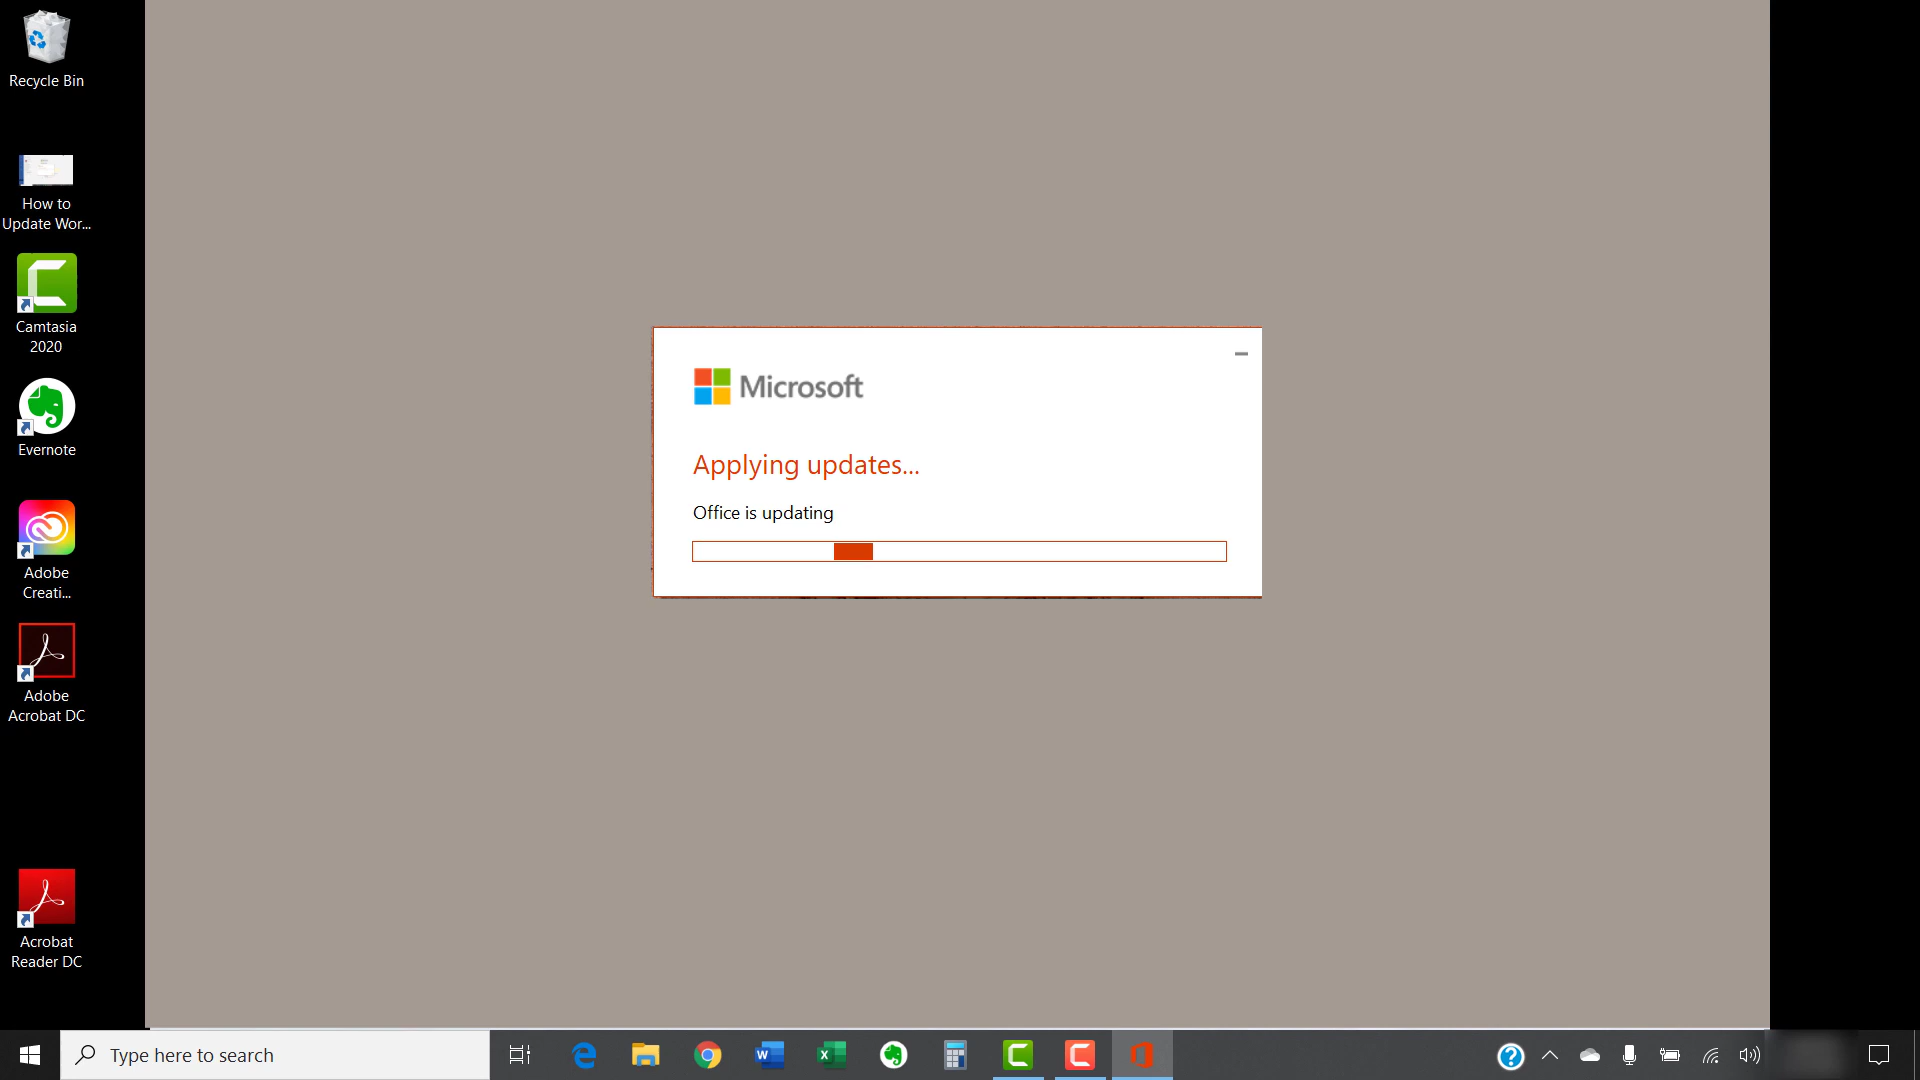 Recycle Bin
How to
Update Wor...
Camtasia
2020
Evernote
Adobe
Creati...
Adobe
Acrobat DC
Acrobat
Reader DC
Microsoft
Applying updates...
Office is updating
Type here to search